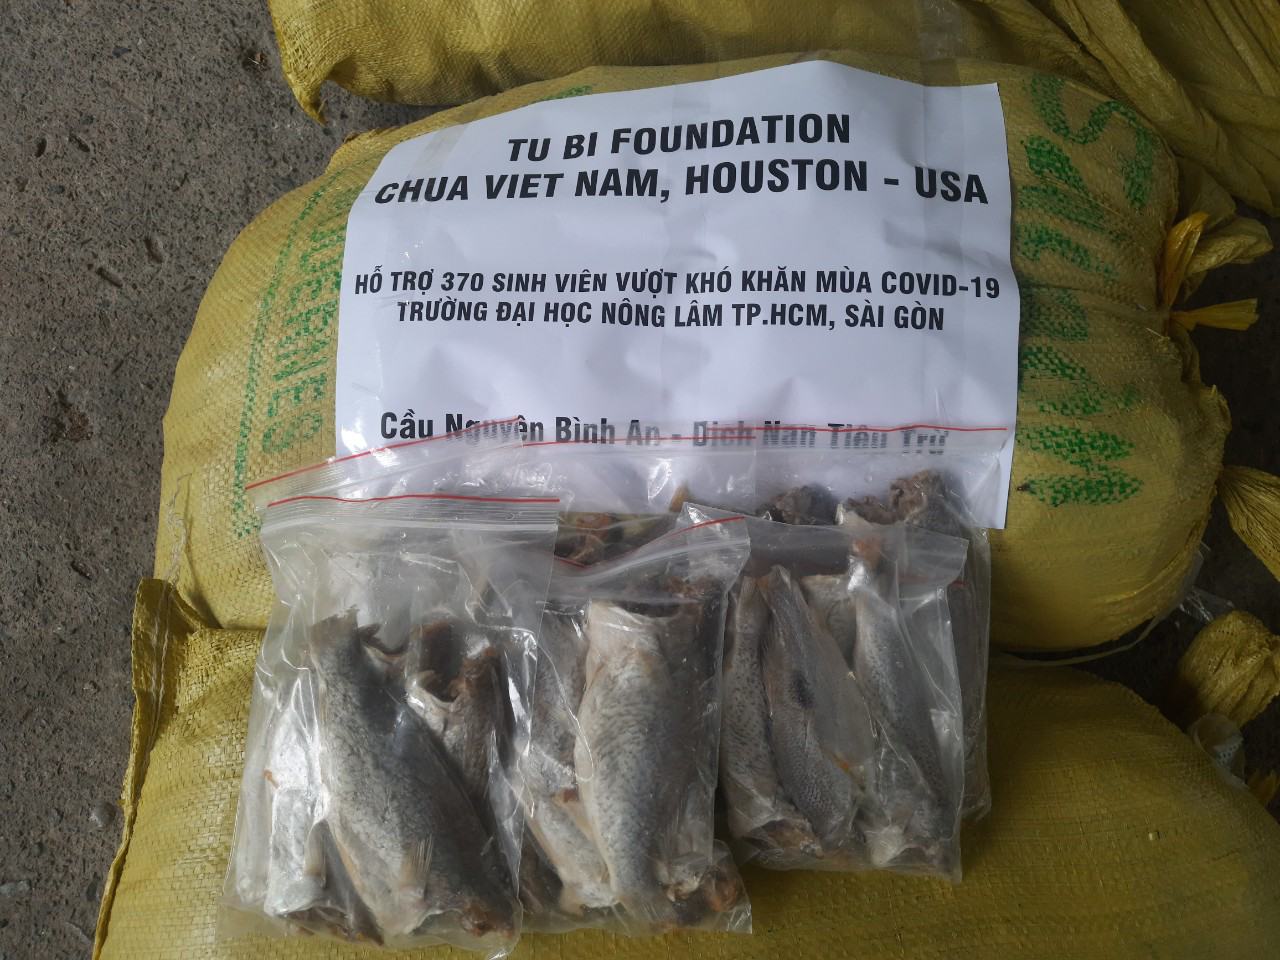 TU BI FOUNDATION
CHUA VIET NAM, HOUSTON - USA
HỖ TRỢ 370 SINH VIÊN VƯỢT KHÓ KHĂN MÙA COVID-19
TRƯỜNG ĐẠI HỌC NÔNG LÂM TP.HCM, SÀI GÒN
Cầu Nguyện Bình An - Dịch Nạn Tiêu Trừ